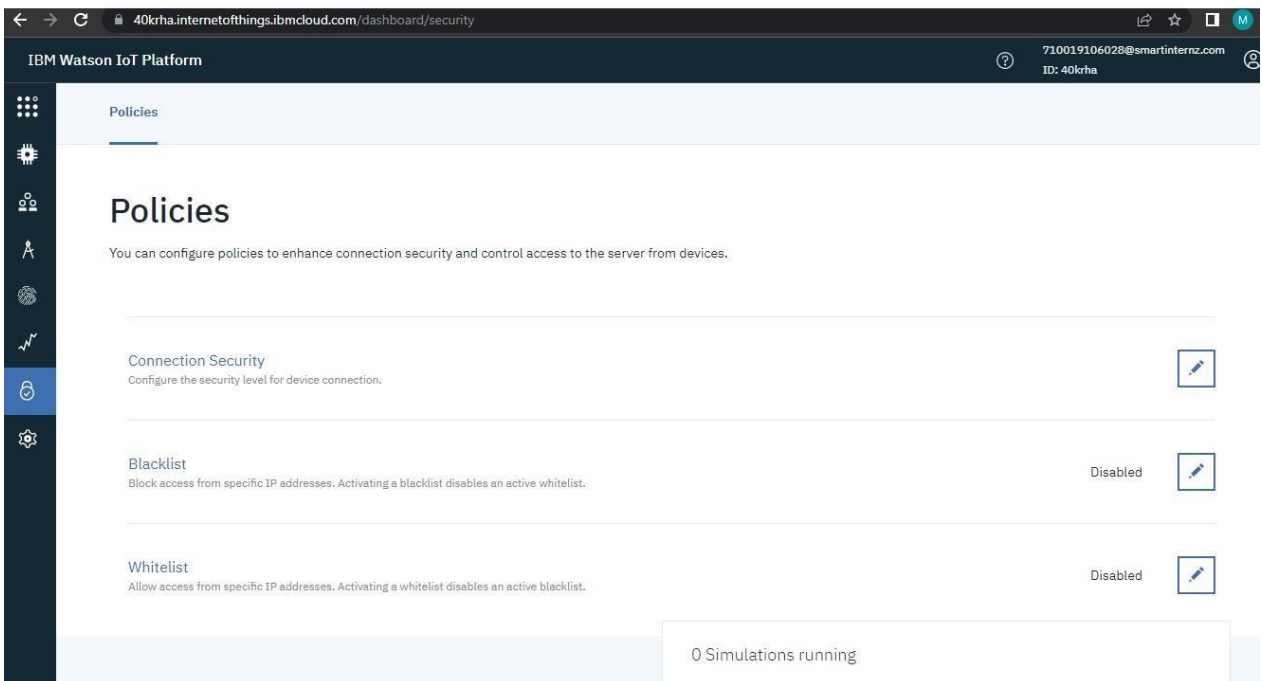 40krha.internetofthings.ibmcloud.com/dashboard/security
M
IBM Watson IoT Platform
710019106028@smartinternz.com
ID: 40krha
Policies
Policies
You can configure policies to enhance connection security and control access to the server from devices.
Connection Security
Configure the security level for device connection.
Blacklist
Block access from specific IP addresses. Activating a blacklist disables an active whitelist.
Disabled
Whitelist
Allow access from specific IP addresses. Activating a whitelist disables an active blacklist.
Disabled
0 Simulations running